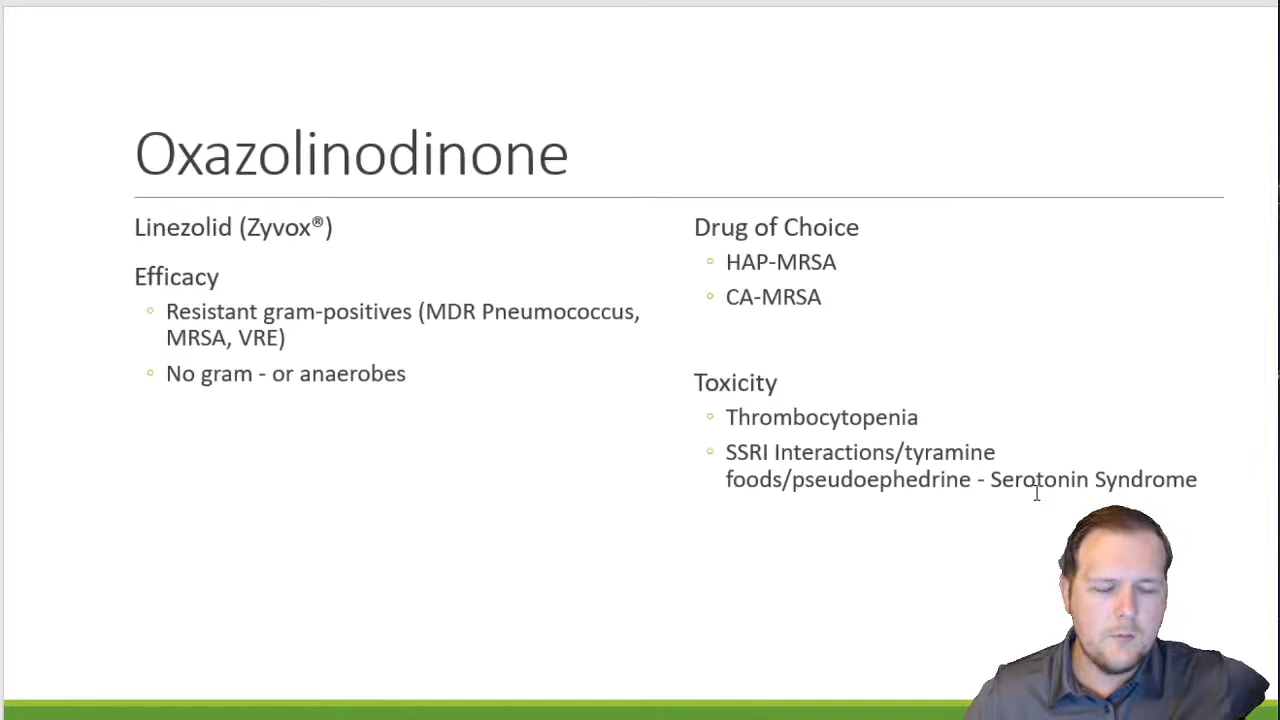 Oxazolinodinone
Linezolid (Zyvox®)
Efficacy
Resistant gram-positives (MDR Pneumococcus,
MRSA, VRE)
No gram - or anaerobes
Drug of Choice
HAP-MRSA
CA-MRSA
Toxicity
Thrombocytopenia
SSRI Interactions/tyramine
foods/pseudoephedrine - Serotonin Syndrome